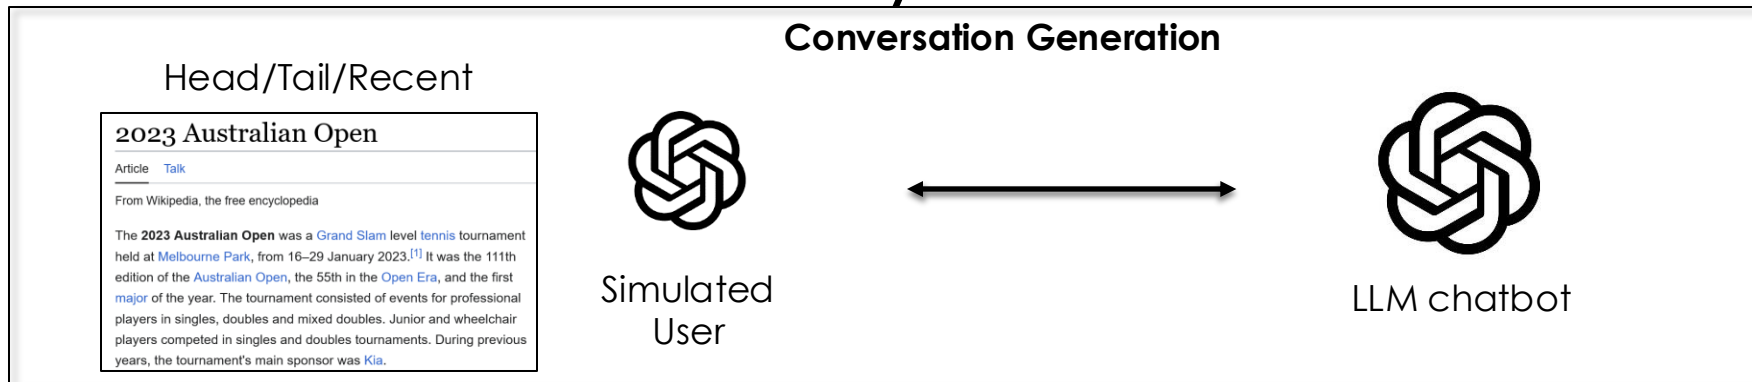 Conversation Generation
Head/Tail/Recent
2023 Australian Open
Article Talk
From Wikipedia, the free encyclopedia
The 2023 Australian Open was a Grand Slam level tennis tournament
held at Melbourne Park, from 16–29 January 2023.[1] It was the 111th
edition of the Australian Open, the 55th in the Open Era, and the first
major of the year. The tournament consisted of events for professional
players in singles, doubles and mixed doubles. Junior and wheelchair
players competed in singles and doubles tournaments. During previous
years, the tournament's main sponsor was Kia.
Simulated
User
LLM chatbot